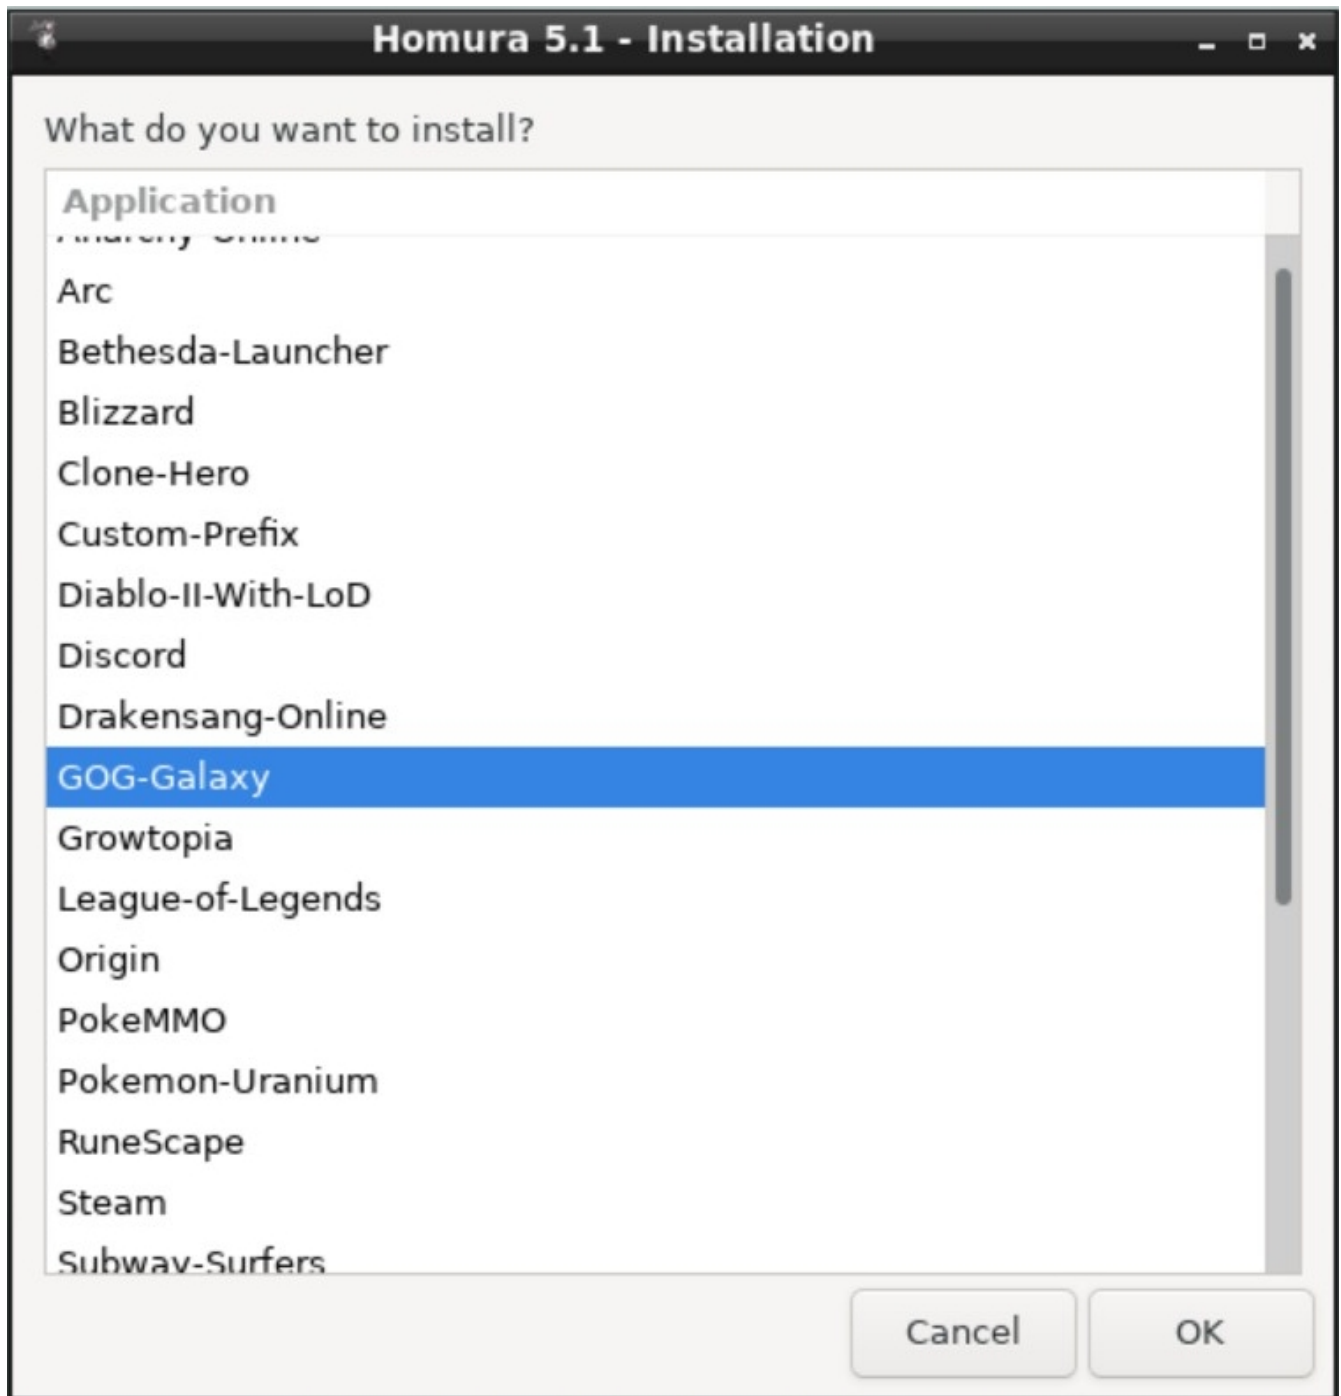 Homura 5.1 - Installation
What do you want to install?
Application
Anarchy-Online
Arc
Bethesda-Launcher
Blizzard
Clone-Hero
Custom-Prefix
Diablo-II-With-LoD
Discord
Drakensang-Online
GOG-Galaxy
Growtopia
League-of-Legends
Origin
PokeMMO
Pokemon-Uranium
RuneScape
Steam
Subway-Surfers
Cancel OK